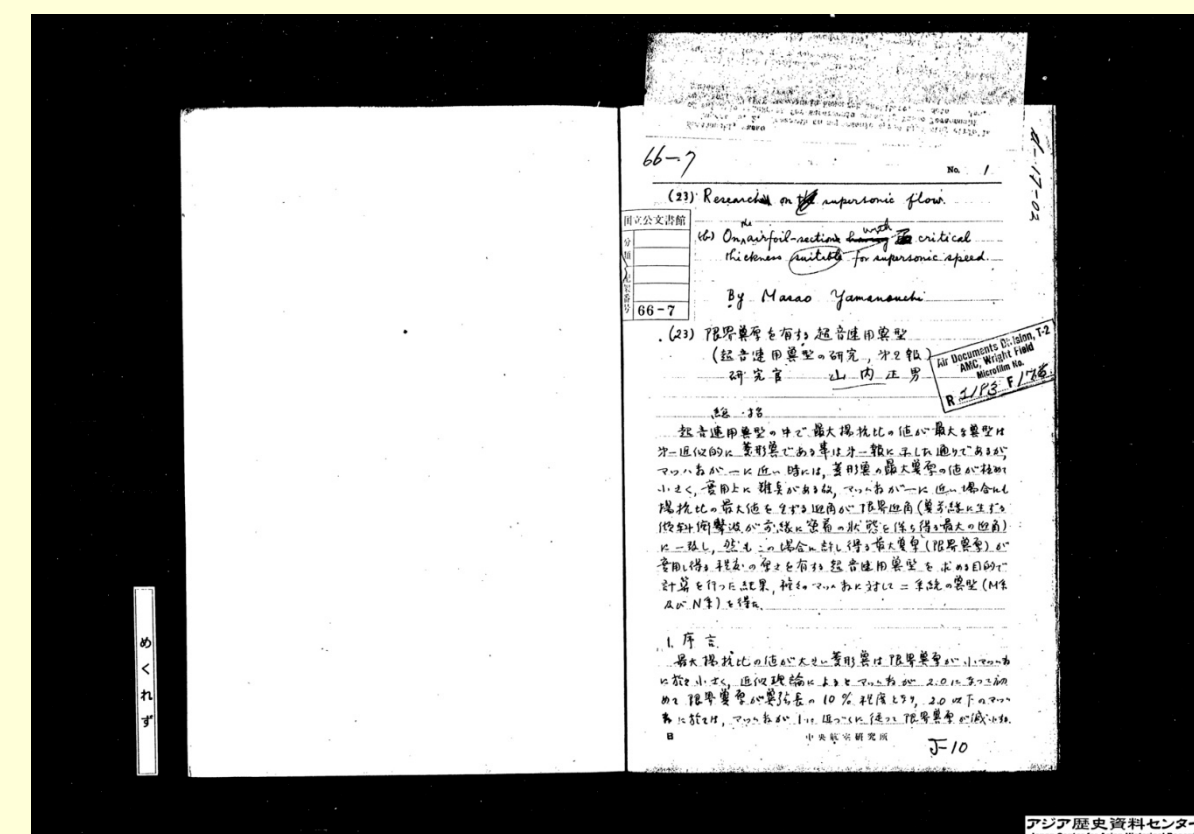 66-7
No. 1
(23) Research on supersonic flow.
(b) On the airfoil-section with critical
thickness suitable for supersonic speed.
By Masao Yamanouchi
国立公文書館
分類
66-7
A-17-02
(23) 限界翼厚を有する超音速用翼型
(超音速用翼型の研究, 第2報)
研究官 山内正男
Air Documents Division, T-2
AMC, Wright Field
Microfilm No.
R 2183 F
総括
超音速用翼型の中で最大揚抗比の値が最大な翼型は
第一近似的に菱形翼である事は第一報に示した通りであるが,
マッハ数が一に近い時には, 菱形翼の最大翼厚の値が極めて
小さく, 実用上に難点がある故, マッハ数が一に近い場合にも
揚抗比の最大値を生ずる迎角が限界迎角(翼前縁に生ずる
傾斜衝撃波が前縁に密着の状態を保ち得る最大の迎角)
に一致し, 然もこの場合に許し得る最大翼厚(限界翼厚)が
実用し得る程度の厚さを有する超音速用翼型を求める目的で
計算を行った結果, 種々のマッハ数に対して二系統の翼型(M系
及びN系)を得た.
1. 序言
最大揚抗比の値が大きい菱形翼は限界翼厚が小マッハ数
に於て小さく, 近似理論によるとマッハ数が2.0になって初
めて限界翼厚が翼弦長の10%程度となり, 2.0以下のマッハ
数に於ては, マッハ数が1に近づくに従って限界翼厚が減少する.
中央航空研究所
J-10
めくれず
アジア歴史資料センター